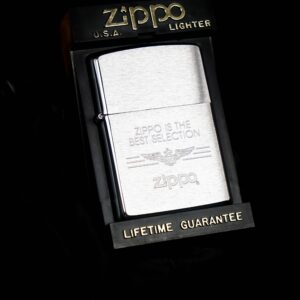 Zippo
U.S.A. LIGHTER
ZIPPO IS THE
BEST SELECTION
Zippo
LIFETIME GUARANTEE